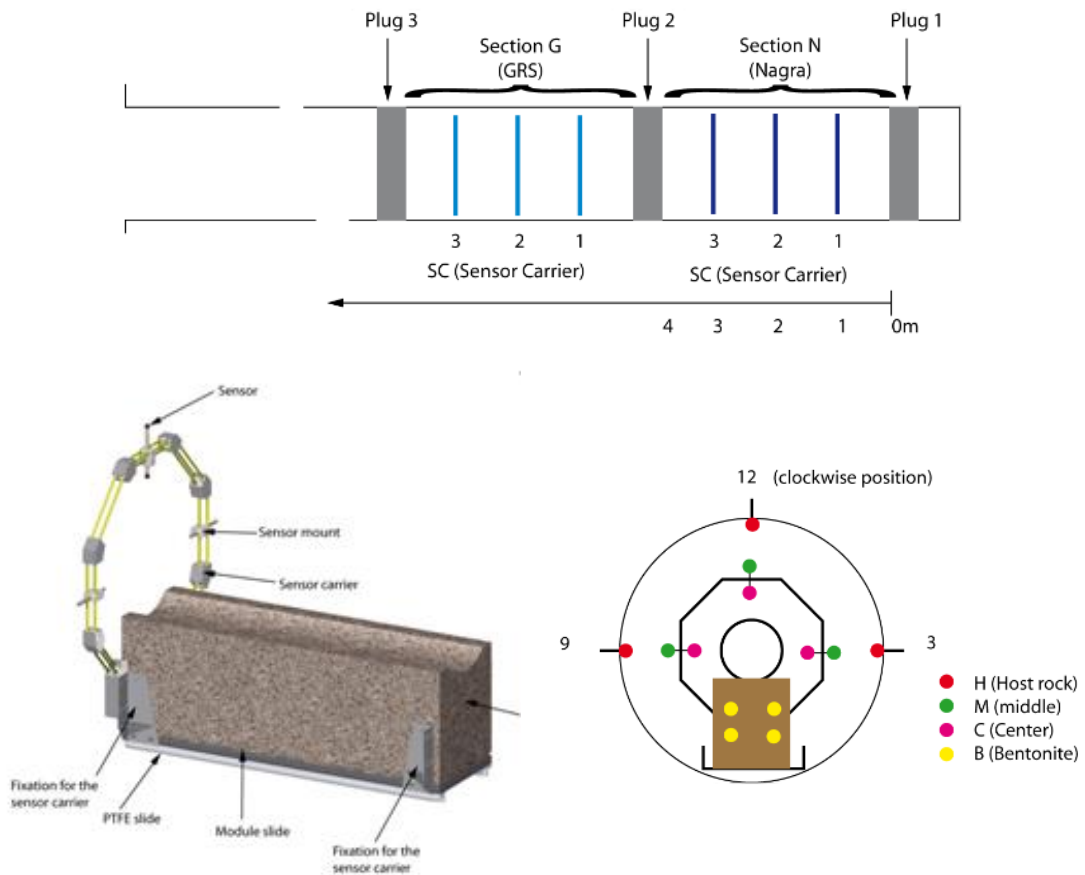 Plug 3
Plug 2
Plug 1
Section G
(GRS)
Section N
(Nagra)
3 2 1
3 2 1
SC (Sensor Carrier)
SC (Sensor Carrier)
4 3 2 1 0m
Sensor
Sensor mount
Sensor carrier
Fixation for the
sensor carrier
PTFE slide
Module slide
Fixation for the
sensor carrier
12 (clockwise position)
9
3
H (Host rock)
M (middle)
C (Center)
B (Bentonite)